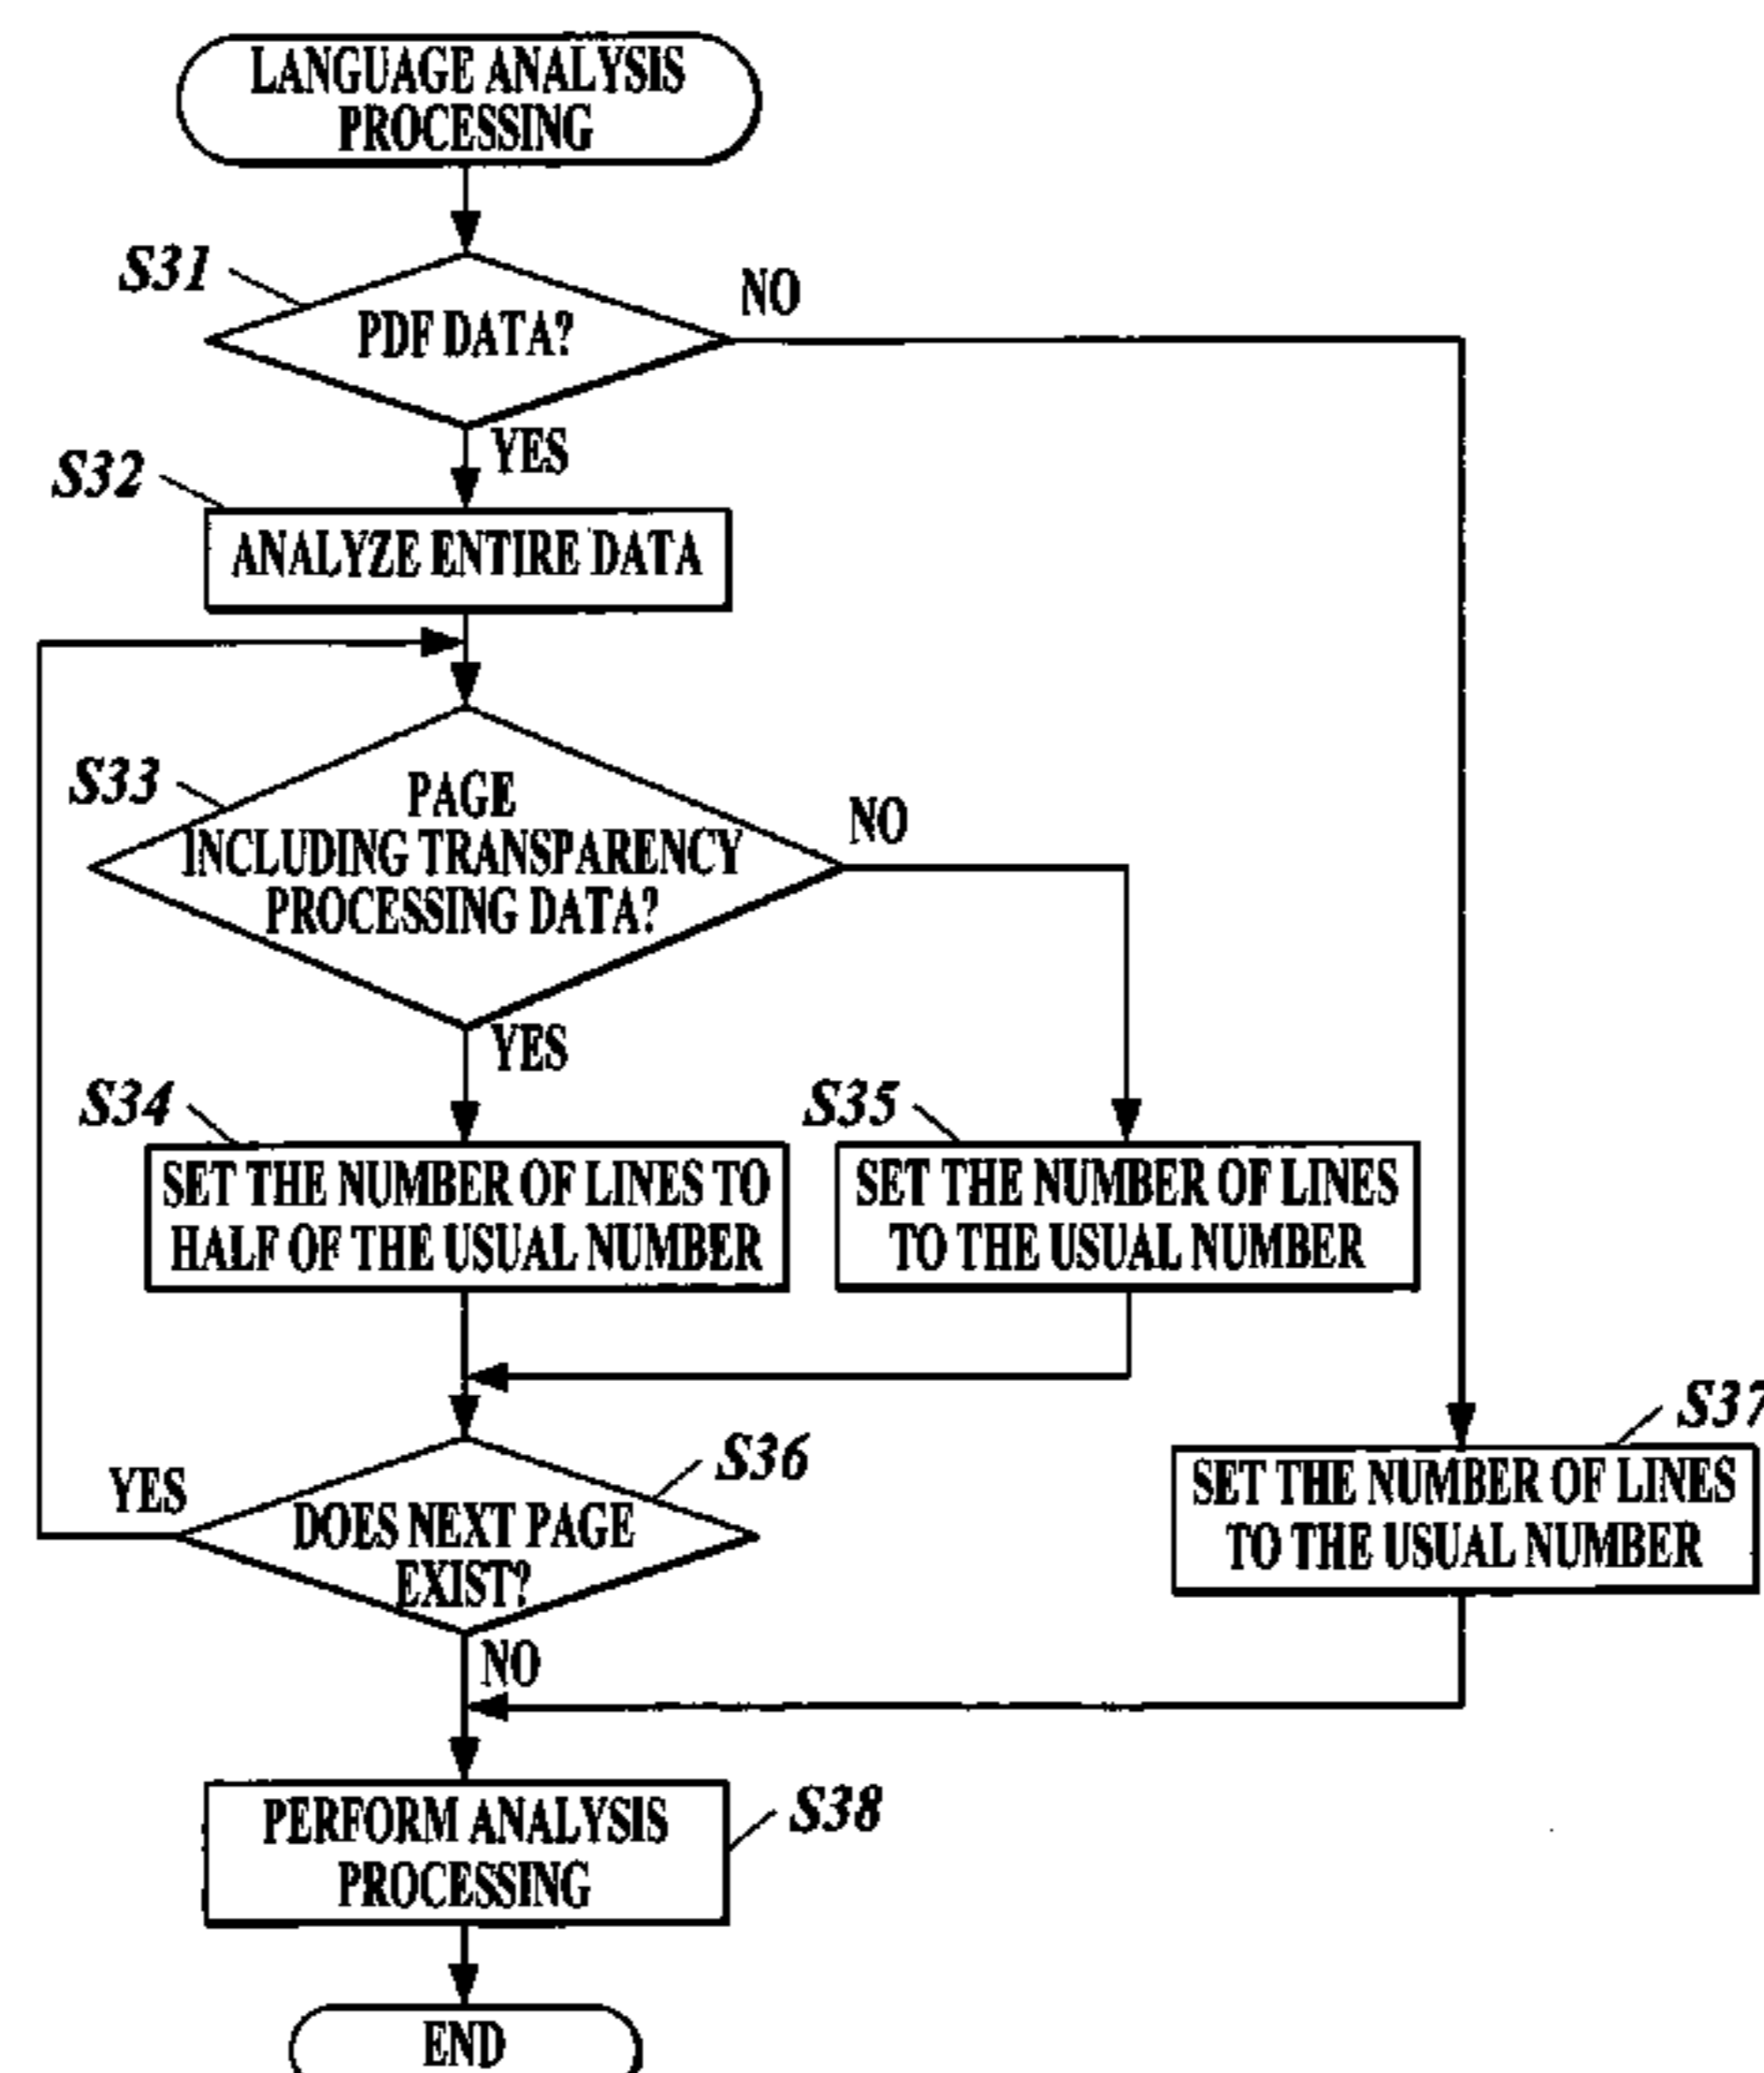 LANGUAGE ANALYSIS
PROCESSING
S31
PDF DATA?
NO
YES
S32
ANALYZE ENTIRE DATA
S33
PAGE
INCLUDING TRANSPARENCY
PROCESSING DATA?
NO
YES
S34
SET THE NUMBER OF LINES TO
HALF OF THE USUAL NUMBER
S35
SET THE NUMBER OF LINES
TO THE USUAL NUMBER
S36
DOES NEXT PAGE
EXIST?
YES
NO
S37
SET THE NUMBER OF LINES
TO THE USUAL NUMBER
S38
PERFORM ANALYSIS
PROCESSING
END